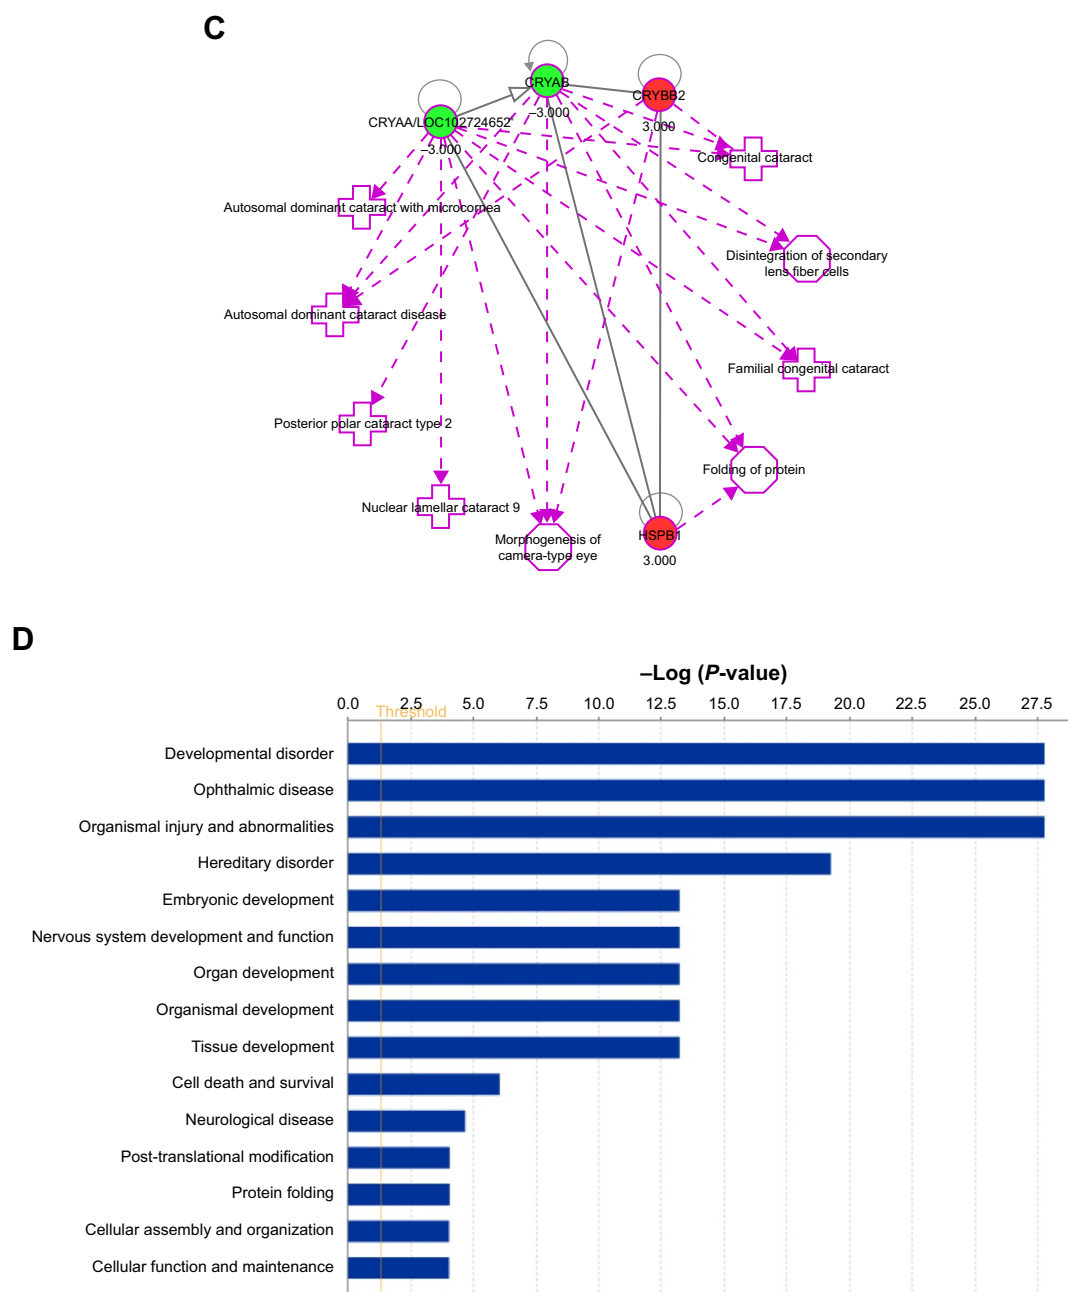 C
CRYAB
CRYBB2
–3.000
CRYAA/LOC102724652*
3.000
–3.000
Congenital cataract
Autosomal dominant cataract with microcornea
Disintegration of secondary
lens fiber cells
Autosomal dominant cataract disease
Familial congenital cataract
Posterior polar cataract type 2
Folding of protein
Nuclear lamellar cataract 9
HSPB1
Morphogenesis of
camera-type eye
3.000
D
–Log (P-value)
0.0 2.5 5.0 7.5 10.0 12.5 15.0 17.5 20.0 22.5 25.0 27.5
Threshold
Developmental disorder
Ophthalmic disease
Organismal injury and abnormalities
Hereditary disorder
Embryonic development
Nervous system development and function
Organ development
Organismal development
Tissue development
Cell death and survival
Neurological disease
Post-translational modification
Protein folding
Cellular assembly and organization
Cellular function and maintenance